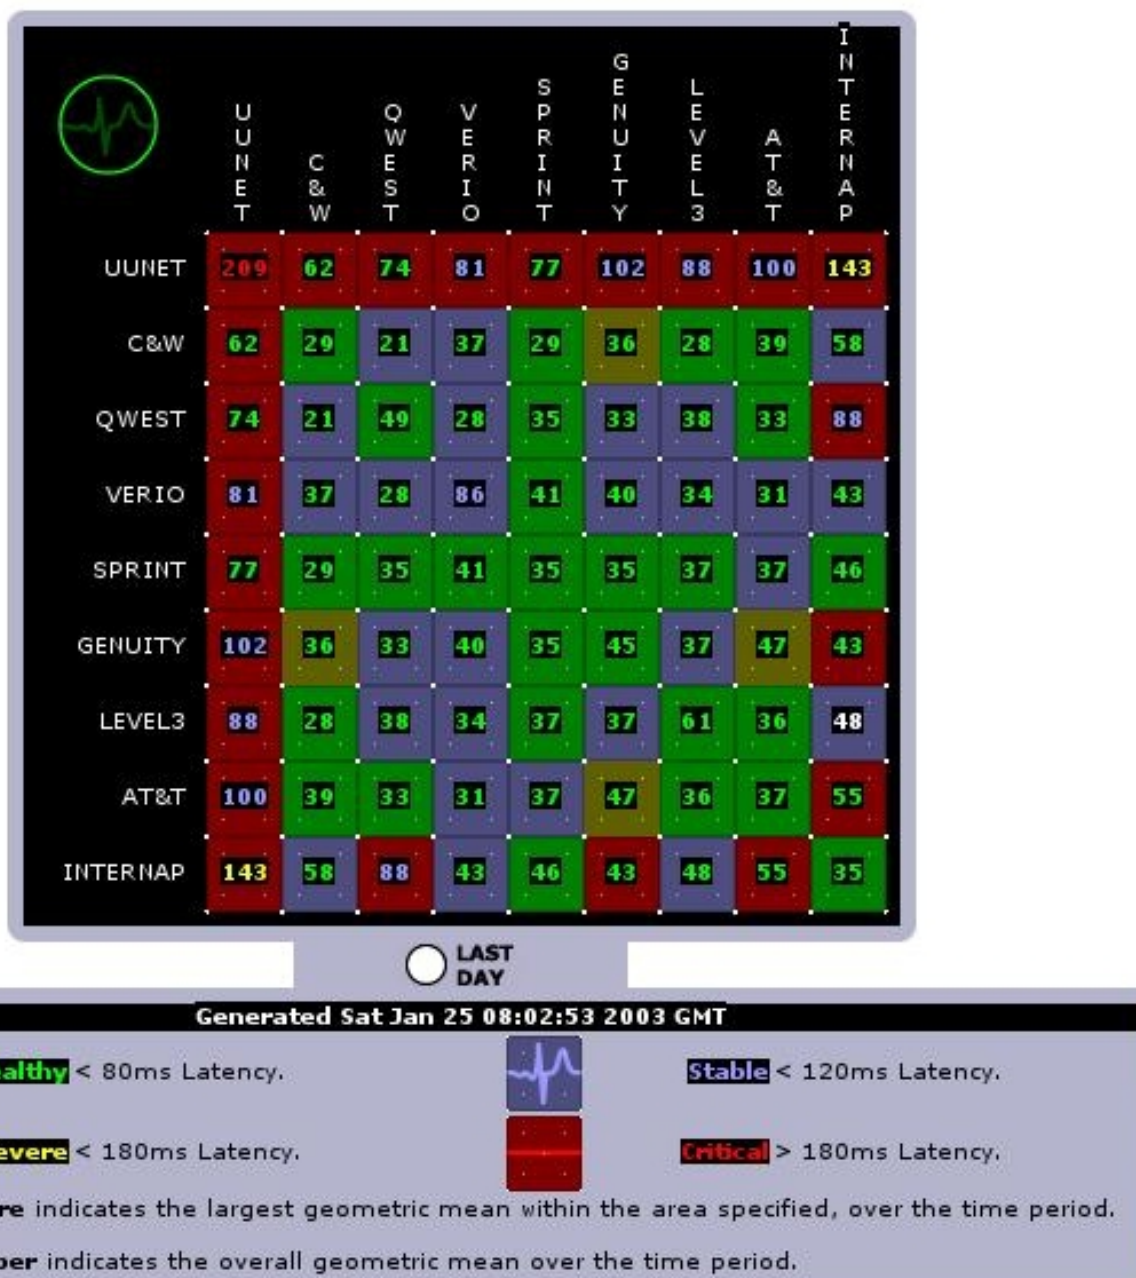 UUNET C&W QWEST VERIO SPRINT GENUITY LEVEL3 AT&T INTERNAP
UUNET 209 62 74 81 77 102 88 100 143
C&W 62 29 21 37 29 36 28 39 58
QWEST 74 21 49 28 35 33 38 33 88
VERIO 81 37 28 86 41 40 34 31 43
SPRINT 77 29 35 41 35 35 37 37 46
GENUITY 102 36 33 40 35 45 37 47 43
LEVEL3 88 28 38 34 37 37 61 36 48
AT&T 100 39 33 31 37 47 36 37 55
INTERNAP 143 58 88 43 46 43 48 55 35
LAST
DAY
Generated Sat Jan 25 08:02:53 2003 GMT
althy < 80ms Latency. Stable < 120ms Latency.
evere < 180ms Latency. Critical > 180ms Latency.
re indicates the largest geometric mean within the area specified, over the time period.
ber indicates the overall geometric mean over the time period.